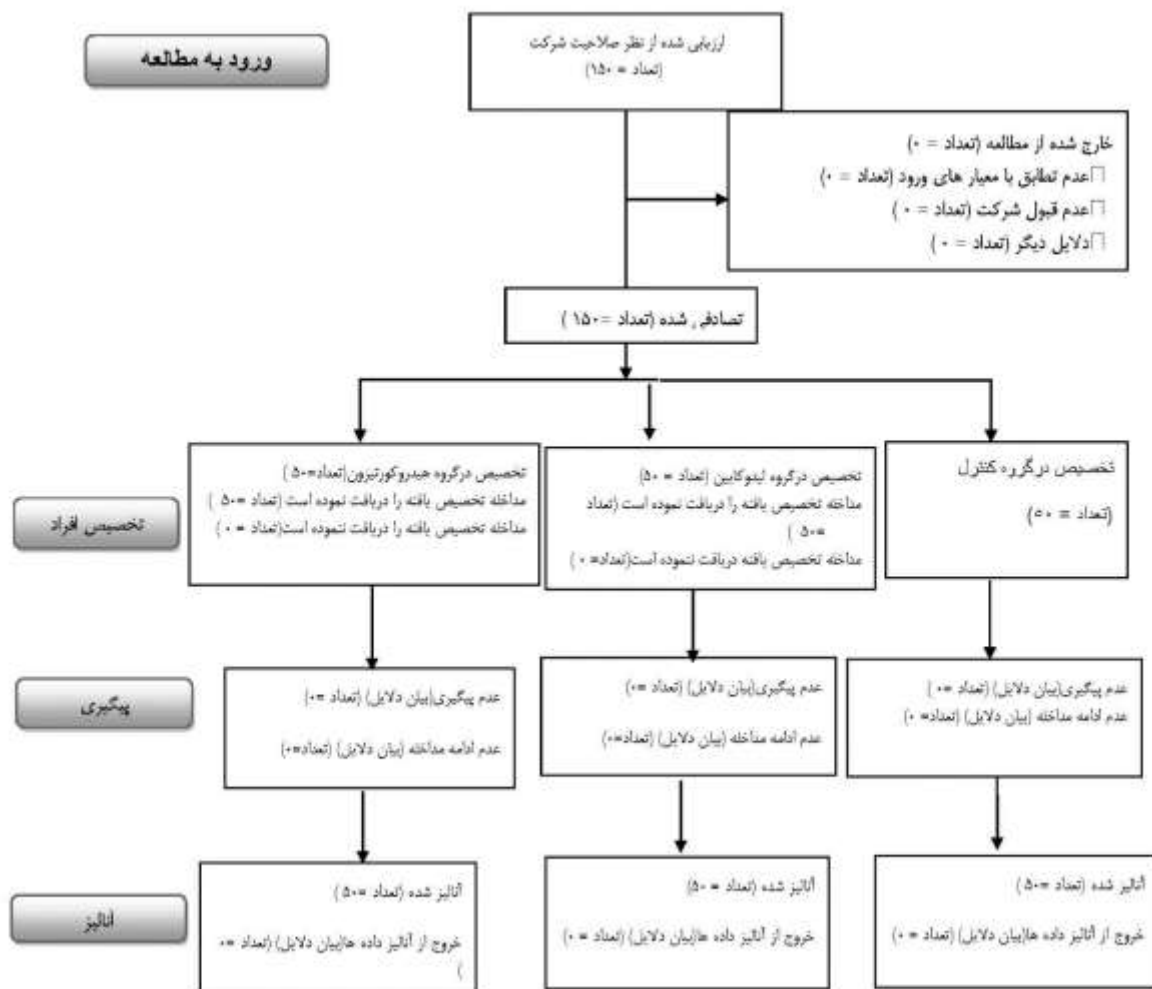 ورود به مطالعه
ارزیابی شده از نظر صلاحیت شرکت
(تعداد = ۱۵۰)
خارج شده از مطالعه (تعداد = ۰)
□عدم تطابق با معیار های ورود (تعداد = ۰)
□عدم قبول شرکت (تعداد = ۰ )
□دلایل دیگر (تعداد = ۰ )
تصادفی شده (تعداد =۱۵۰ )
تخصیص افراد
تخصیص درگروه کنترل
(تعداد = ۵۰)
تخصیص درگروه لیدوکایین (تعداد = ۵۰)
مداخله تخصیص یافته را دریافت نموده است (تعداد
=۵۰ )
مداخله تخصیص یافته دریافت ننموده است(تعداد= ۰ )
تخصیص درگروه هیدروکورتیزون(تعداد=۵۰ )
مداخله تخصیص یافته را دریافت نموده است (تعداد =۵۰ )
مداخله تخصیص یافته را دریافت ننموده است(تعداد = ۰ )
پیگیری
عدم پیگیری(بیان دلایل) (تعداد =۰ )
عدم ادامه مداخله (بیان دلایل) (تعداد=۰)
عدم پیگیری(بیان دلایل) (تعداد =۰)
عدم ادامه مداخله (بیان دلایل) (تعداد=۰)
عدم پیگیری(بیان دلایل) (تعداد =۰)
عدم ادامه مداخله (بیان دلایل) (تعداد=۰)
آنالیز
آنالیز شده (تعداد =۵۰ )
خروج از آنالیز داده ها(بیان دلایل) (تعداد = ۰)
آنالیز شده (تعداد = ۵۰)
خروج از آنالیز داده ها(بیان دلایل) (تعداد = ۰)
آنالیز شده (تعداد =۵۰ )
خروج از آنالیز داده ها(بیان دلایل) (تعداد =۰
)